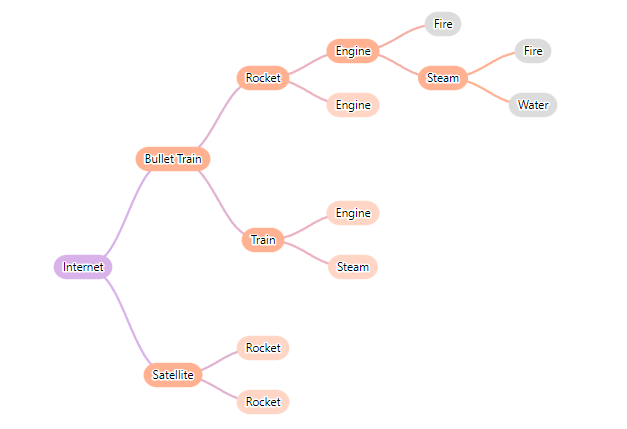 Fire
Engine
Fire
Rocket
Steam
Engine
Water
Bullet Train
Engine
Train
Internet
Steam
Rocket
Satellite
Rocket